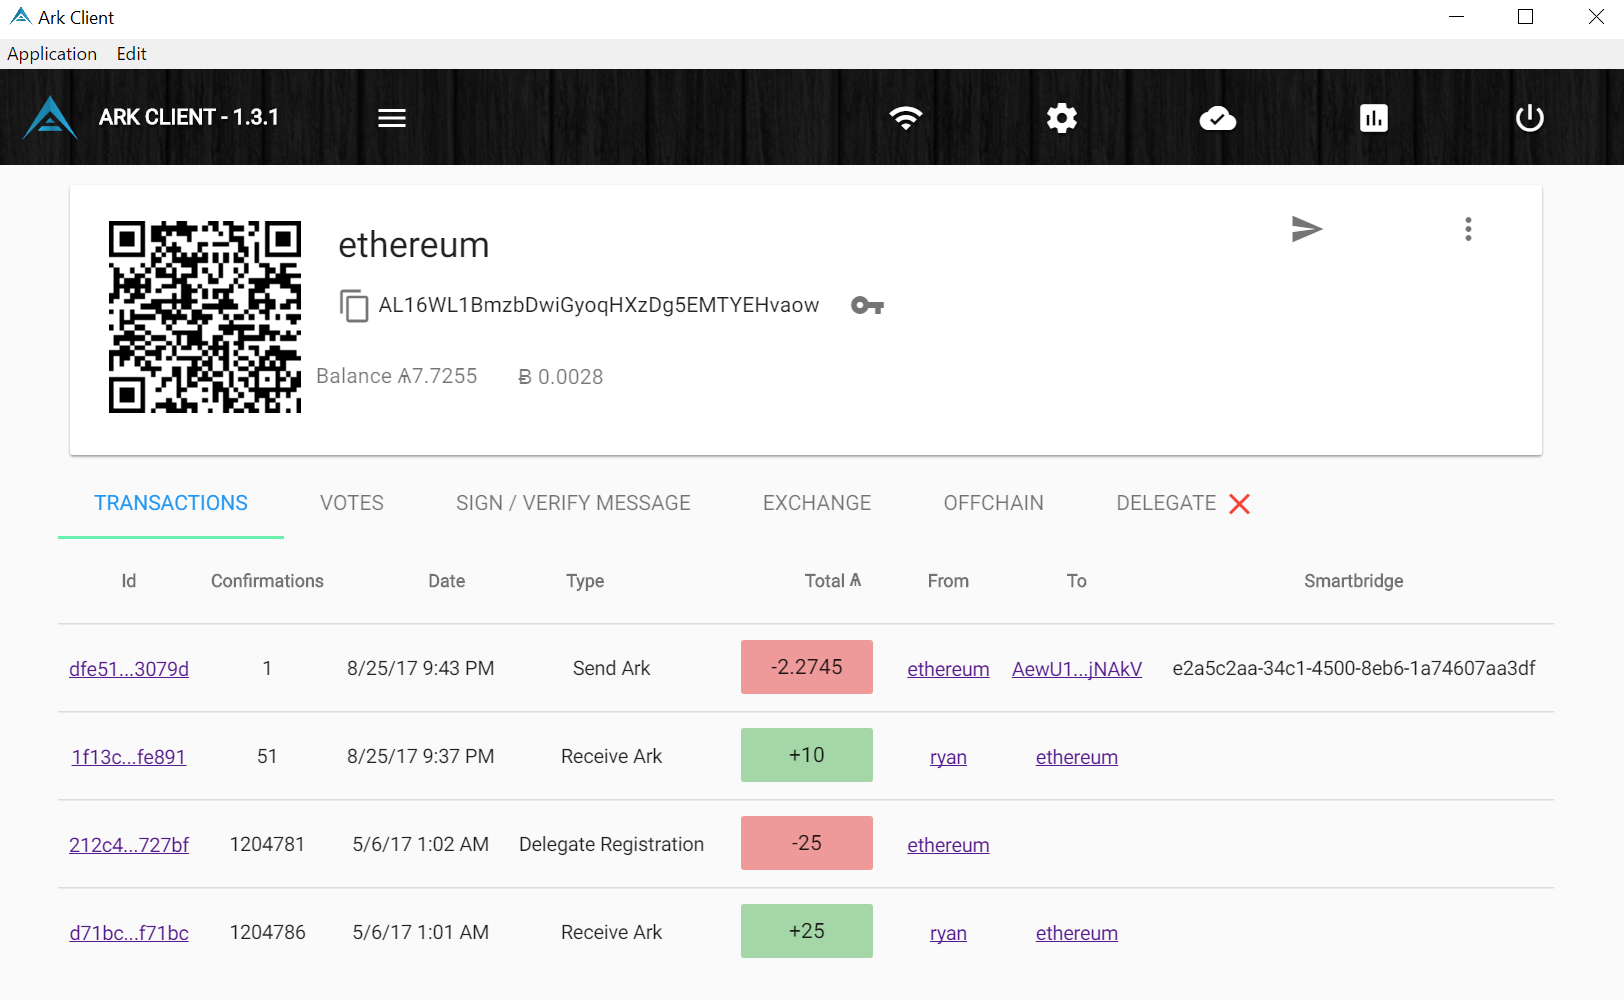 Ark Client
Application Edit
ARK CLIENT - 1.3.1
ethereum
AL16WL1BmzbDwiGyoqHXzDg5EMTYEHvaow
Balance Ѧ7.7255 Ƀ 0.0028
TRANSACTIONS VOTES SIGN / VERIFY MESSAGE EXCHANGE OFFCHAIN DELEGATE
Id Confirmations Date Type Total Ѧ From To Smartbridge
dfe51...3079d 1 8/25/17 9:43 PM Send Ark -2.2745 ethereum AewU1...jNAkV e2a5c2aa-34c1-4500-8eb6-1a74607aa3df
1f13c...fe891 51 8/25/17 9:37 PM Receive Ark +10 ryan ethereum
212c4...727bf 1204781 5/6/17 1:02 AM Delegate Registration -25 ethereum
d71bc...f71bc 1204786 5/6/17 1:01 AM Receive Ark +25 ryan ethereum